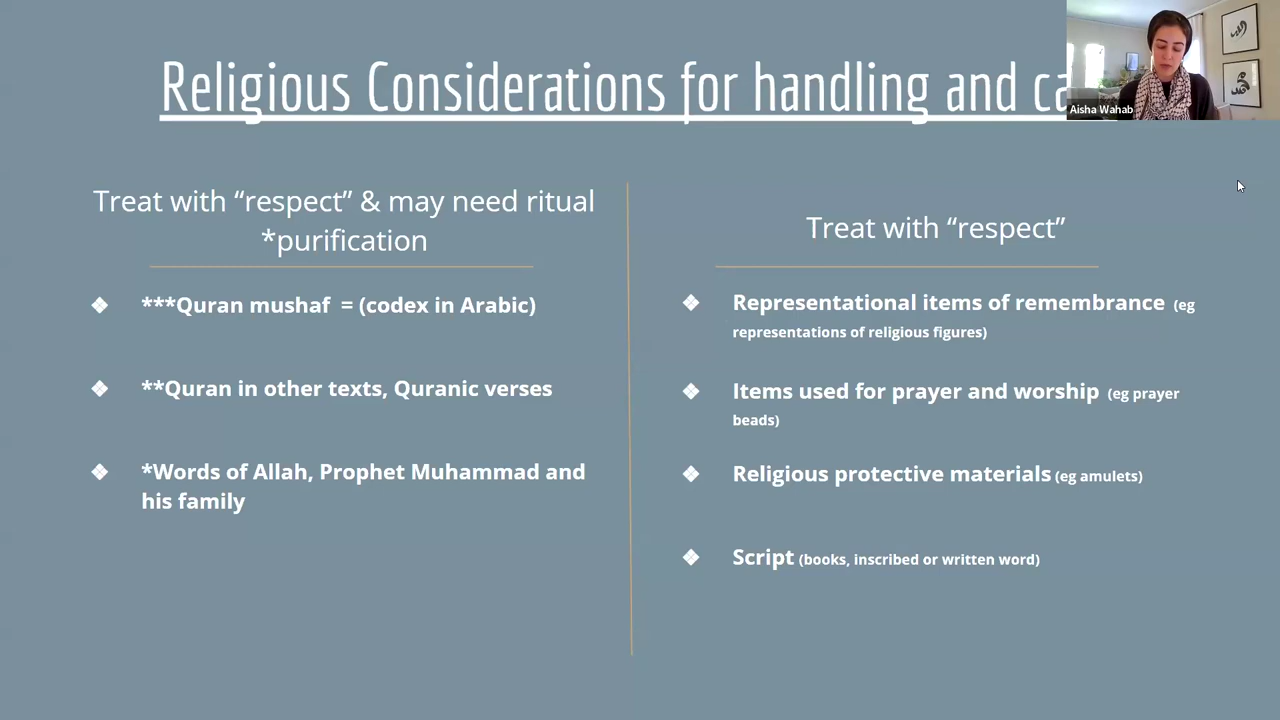 Religious Considerations for handling and ca
Aisha Wahab
Treat with “respect” & may need ritual
*purification
❖ ***Quran mushaf = (codex in Arabic)
❖ **Quran in other texts, Quranic verses
❖ *Words of Allah, Prophet Muhammad and
his family
Treat with “respect”
❖ Representational items of remembrance (eg
representations of religious figures)
❖ Items used for prayer and worship (eg prayer
beads)
❖ Religious protective materials (eg amulets)
❖ Script (books, inscribed or written word)